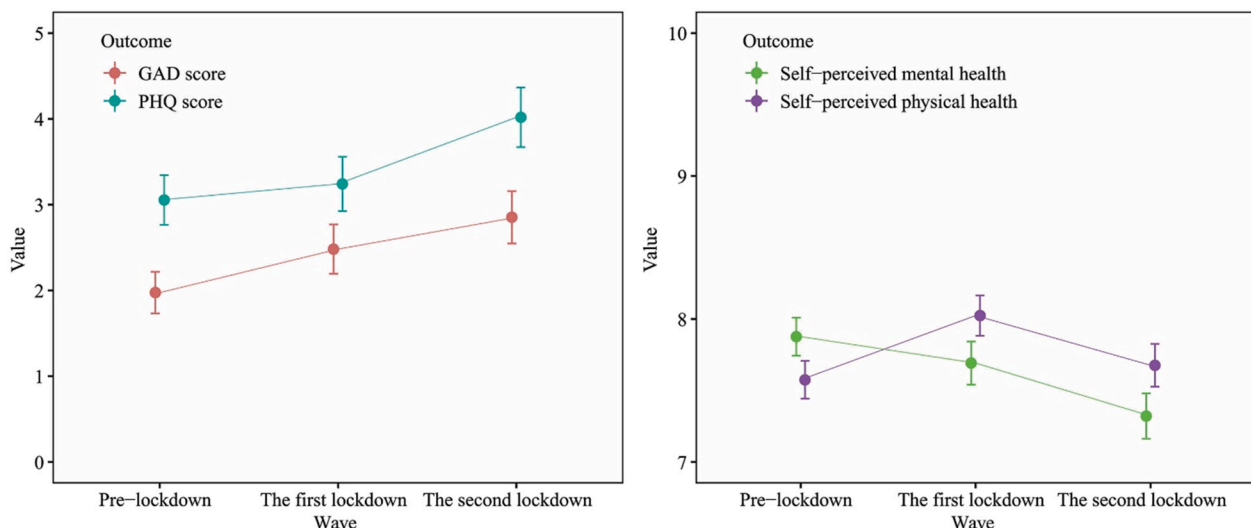 Outcome
GAD score
PHQ score
5
4
3
2
1
0
Value
Pre−lockdown
The first lockdown
The second lockdown
Wave
Outcome
Self−perceived mental health
Self−perceived physical health
10
9
8
7
Value
Pre−lockdown
The first lockdown
The second lockdown
Wave